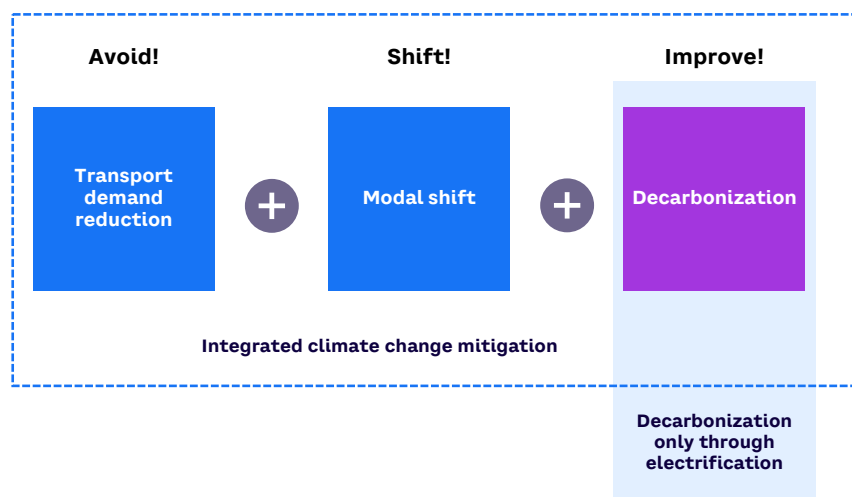 Avoid!
Shift!
Improve!
Transport
demand
reduction
Modal shift
Decarbonization
Integrated climate change mitigation
Decarbonization
only through
electrification